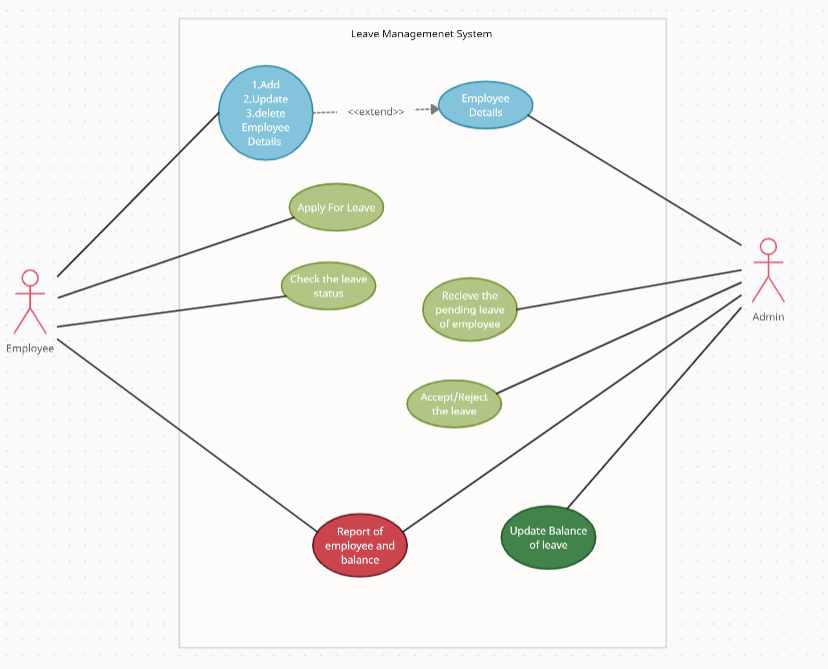 Leave Managemenet System
1.Add
2.Update
3.delete
Employee
Details
<<extend>>
Employee
Details
Apply For Leave
Check the leave
status
Recieve the
pending leave
of employee
Employee
Admin
Accept/Reject
the leave
Report of
employee and
balance
Update Balance
of leave